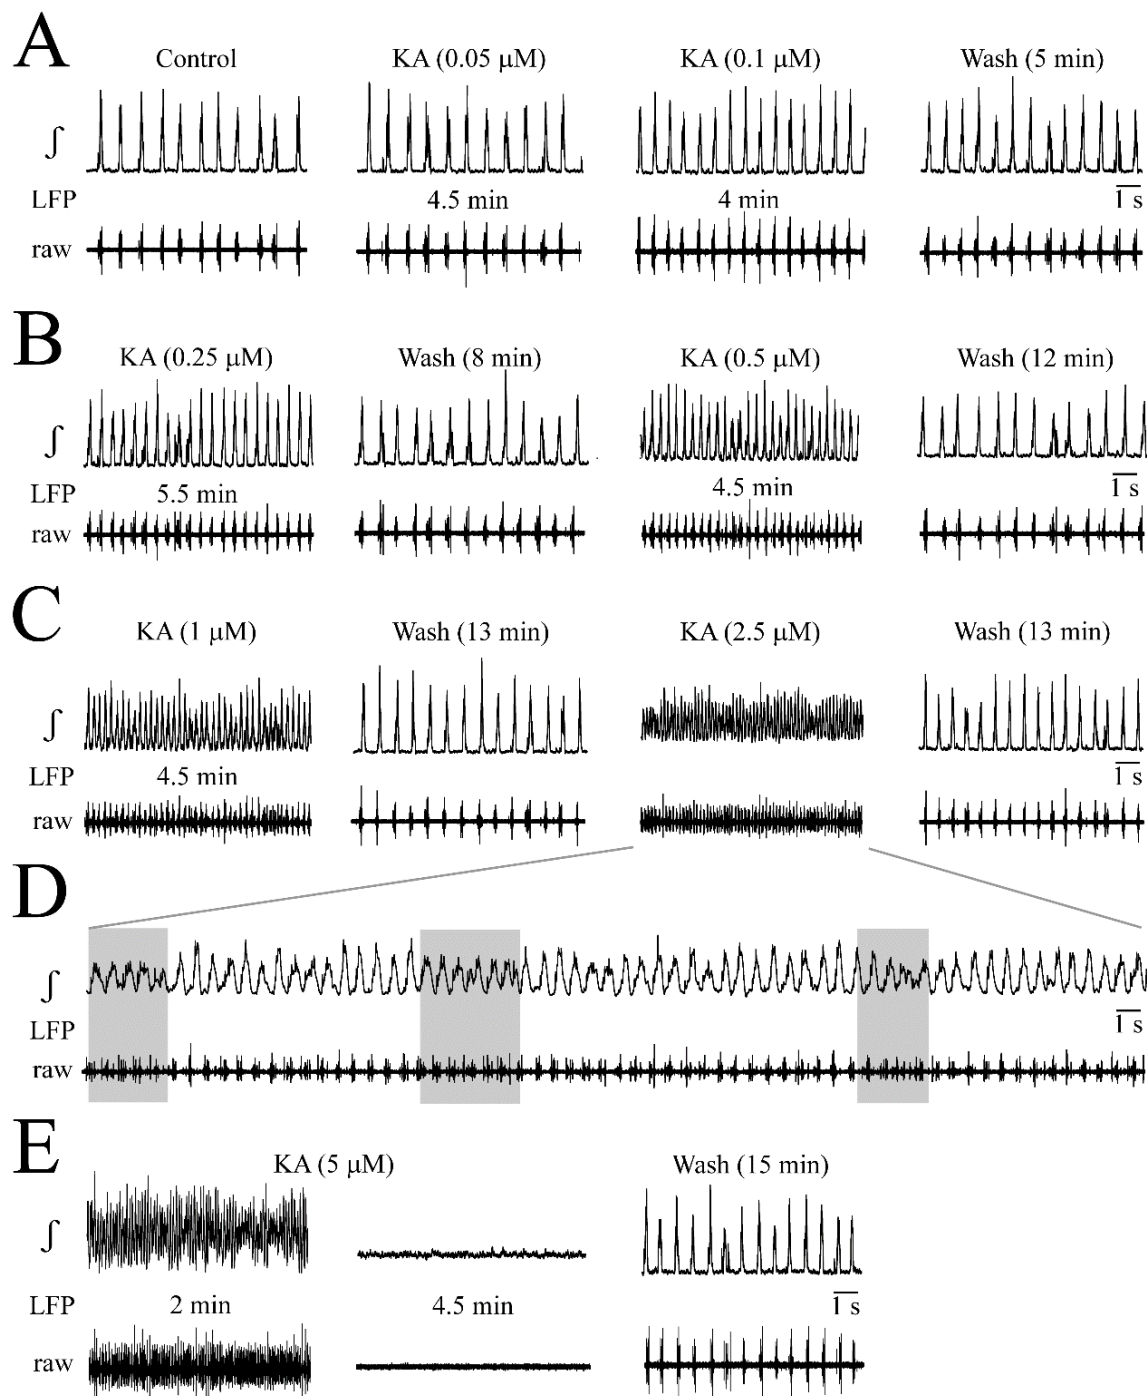 A
Control KA (0.05 μM) KA (0.1 μM) Wash (5 min)
∫
LFP 4.5 min 4 min 1 s
raw
B
KA (0.25 μM) Wash (8 min) KA (0.5 μM) Wash (12 min)
∫
LFP 5.5 min 4.5 min 1 s
raw
C
KA (1 μM) Wash (13 min) KA (2.5 μM) Wash (13 min)
∫
LFP 4.5 min 1 s
raw
D
∫
LFP 1 s
raw
E
KA (5 μM) Wash (15 min)
∫
LFP 2 min 4.5 min 1 s
raw